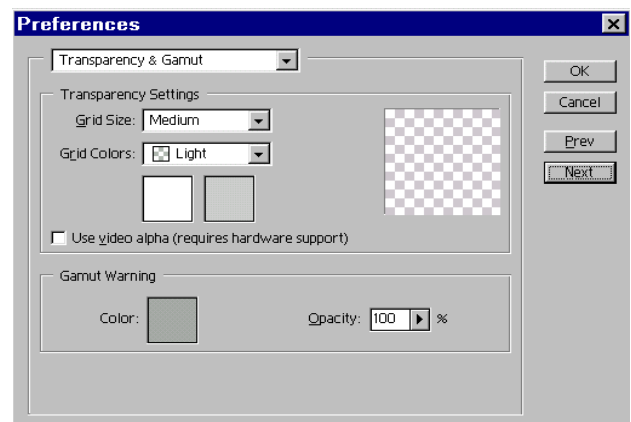 Preferences
Transparency & Gamut
OK
Transparency Settings
Cancel
Grid Size: Medium
Prev
Grid Colors: Light
Next
Use video alpha (requires hardware support)
Gamut Warning
Color:
Opacity: 100 %